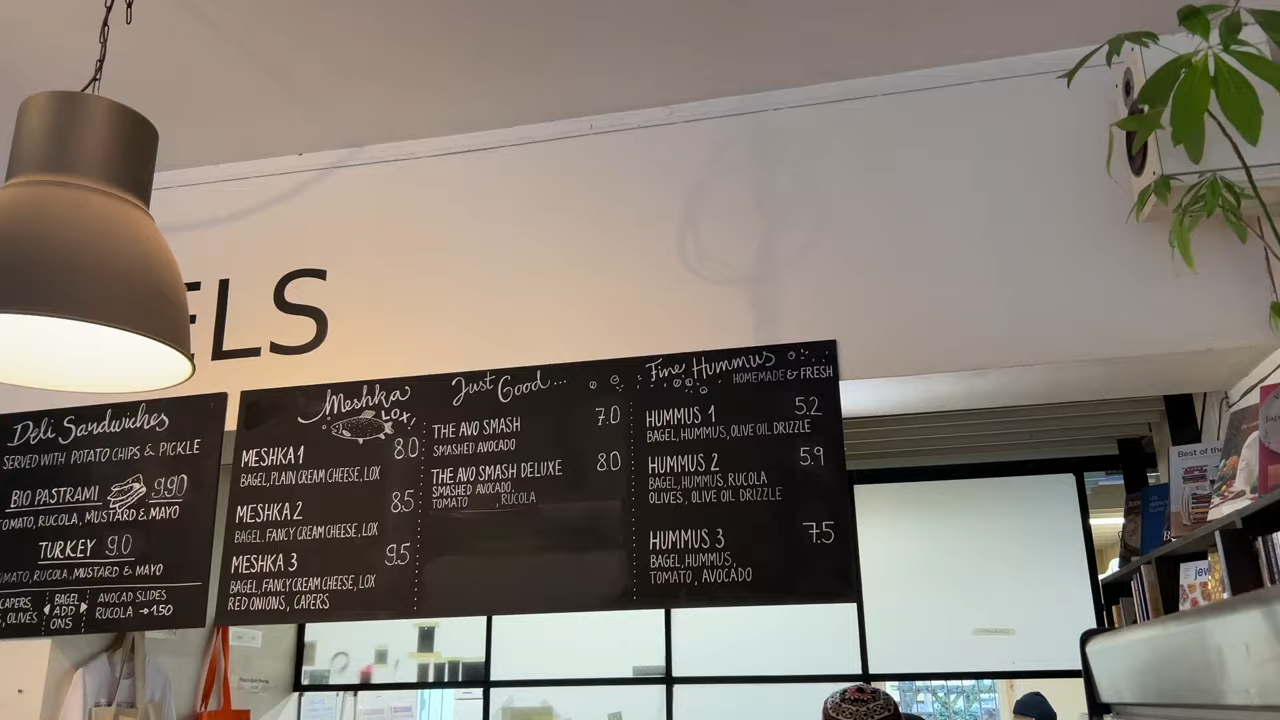 ELS
Deli Sandwiches
SERVED WITH POTATO CHIPS & PICKLE
BIO PASTRAMI 9.90
TOMATO, RUCOLA, MUSTARD & MAYO
TURKEY 9.0
TOMATO, RUCOLA, MUSTARD & MAYO
CAPERS,
OLIVES
BAGEL
ADD
ONS
AVOCAD SLIDES
RUCOLA → 1.50
Meshka
LOX
MESHKA 1 8.0
BAGEL, PLAIN CREAM CHEESE, LOX
MESHKA 2 8.5
BAGEL, FANCY CREAM CHEESE, LOX
MESHKA 3 9.5
BAGEL, FANCY CREAM CHEESE, LOX
RED ONIONS, CAPERS
Just Good...
THE AVO SMASH 7.0
SMASHED AVOCADO
THE AVO SMASH DELUXE 8.0
SMASHED AVOCADO,
TOMATO , RUCOLA
Fine Hummus
HOMEMADE & FRESH
HUMMUS 1 5.2
BAGEL, HUMMUS, OLIVE OIL DRIZZLE
HUMMUS 2 5.9
BAGEL, HUMMUS, RUCOLA
OLIVES, OLIVE OIL DRIZZLE
HUMMUS 3 7.5
BAGEL, HUMMUS,
TOMATO, AVOCADO
Best of the
jew